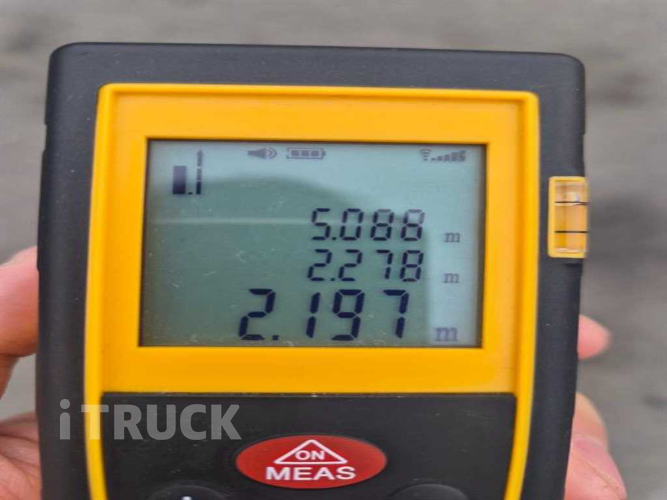 5.088 m
2.278 m
2.197 m
iTRUCK
ON
MEAS